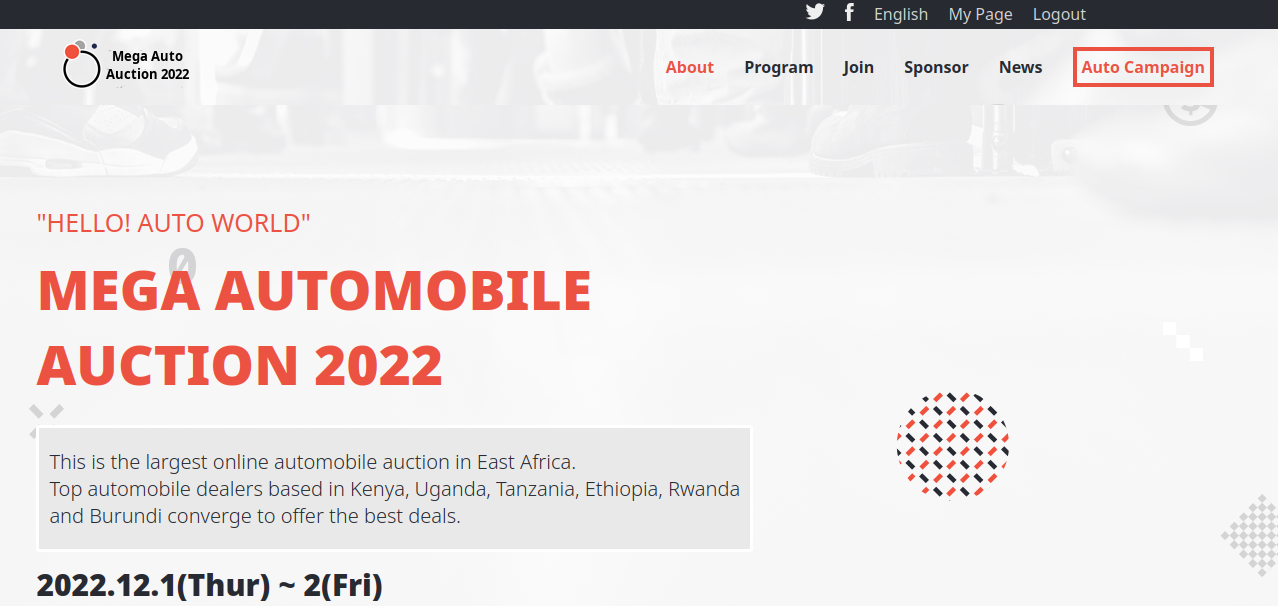 English My Page Logout
Mega Auto
Auction 2022
About Program Join Sponsor News Auto Campaign
"HELLO! AUTO WORLD"
0
MEGA AUTOMOBILE
AUCTION 2022
This is the largest online automobile auction in East Africa.
Top automobile dealers based in Kenya, Uganda, Tanzania, Ethiopia, Rwanda
and Burundi converge to offer the best deals.
2022.12.1(Thur) ~ 2(Fri)